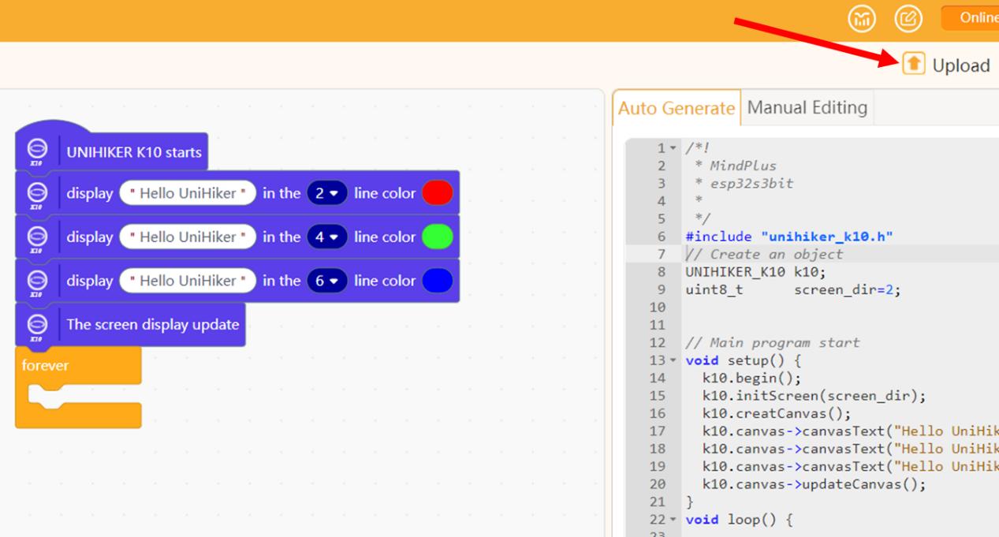 Online
Upload
UNIHIKER K10 starts
K10
display " Hello UniHiker " in the 2 line color
K10
display " Hello UniHiker " in the 4 line color
K10
display " Hello UniHiker " in the 6 line color
K10
The screen display update
K10
forever
Auto Generate Manual Editing
1 /*!
2 * MindPlus
3 * esp32s3bit
4 *
5 */
6 #include "unihiker_k10.h"
7 // Create an object
8 UNIHIKER_K10 k10;
9 uint8_t screen_dir=2;
10
11
12 // Main program start
13 void setup() {
14 k10.begin();
15 k10.initScreen(screen_dir);
16 k10.creatCanvas();
17 k10.canvas->canvasText("Hello UniHik
18 k10.canvas->canvasText("Hello UniHik
19 k10.canvas->canvasText("Hello UniHik
20 k10.canvas->updateCanvas();
21 }
22 void loop() {
23